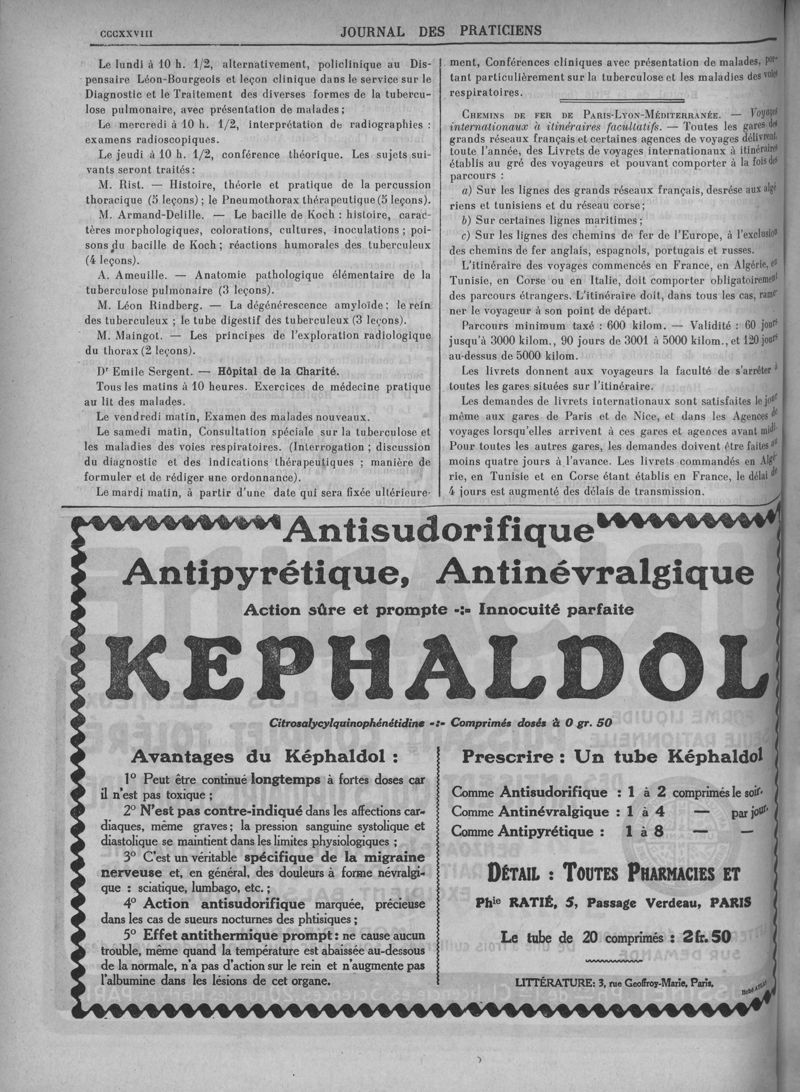 CCCXXVIII
JOURNAL DES PRATICIENS
Le lundi à 10 h. 1/2, alternativement, policlinique au Dis-
pensaire Léon-Bourgeois et leçon clinique dans le service sur le
Diagnostic et le Traitement des diverses formes de la tubercu-
lose pulmonaire, avec présentation de malades ;
Le mercredi à 10 h. 1/2, interprétation de radiographies :
examens radioscopiques.
Le jeudi à 10 h. 1/2, conférence théorique. Les sujets sui-
vants seront traités :
M. Rist. — Histoire, théorie et pratique de la percussion
thoracique (5 leçons) ; le Pneumothorax thérapeutique (5 leçons).
M. Armand-Delille. — Le bacille de Koch : histoire, carac-
tères morphologiques, colorations, cultures, inoculations ; poi-
sons du bacille de Koch ; réactions humorales des tuberculeux
(4 leçons).
A. Ameuille. — Anatomie pathologique élémentaire de la
tuberculose pulmonaire (3 leçons).
M. Léon Rindberg. — La dégénérescence amyloïde ; le rein
des tuberculeux ; le tube digestif des tuberculeux (3 leçons).
M. Maingot. — Les principes de l'exploration radiologique
du thorax (2 leçons).
Dr Emile Sergent. — Hôpital de la Charité.
Tous les matins à 10 heures. Exercices de médecine pratique
au lit des malades.
Le vendredi matin, Examen des malades nouveaux.
Le samedi matin, Consultation spéciale sur la tuberculose et
les maladies des voies respiratoires. (Interrogation ; discussion
du diagnostic et des indications thérapeutiques ; manière de
formuler et de rédiger une ordonnance).
Le mardi matin, à partir d'une date qui sera fixée ultérieure-
ment, Conférences cliniques avec présentation de malades, por-
tant particulièrement sur la tuberculose et les maladies des voies
respiratoires.
CHEMINS DE FER DE PARIS-LYON-MÉDITERRANÉE. — Voyages
internationaux à itinéraires facultatifs. — Toutes les gares des
grands réseaux français et certaines agences de voyages délivrent,
toute l'année, des Livrets de voyages internationaux à itinéraires
établis au gré des voyageurs et pouvant comporter à la fois des
parcours :
a) Sur les lignes des grands réseaux français, desrése aux algé
riens et tunisiens et du réseau corse ;
b) Sur certaines lignes maritimes ;
c) Sur les lignes des chemins de fer de l'Europe, à l'exclusion
des chemins de fer anglais, espagnols, portugais et russes.
L'itinéraire des voyages commencés en France, en Algérie, en
Tunisie, en Corse ou en Italie, doit comporter obligatoirement
des parcours étrangers. L'itinéraire doit, dans tous les cas, rame-
ner le voyageur à son point de départ.
Parcours minimum taxé : 600 kilom. — Validité : 60 jours
jusqu'à 3000 kilom., 90 jours de 3001 à 5000 kilom., et 120 jours
au-dessus de 5000 kilom.
Les livrets donnent aux voyageurs la faculté de s'arrêter à
toutes les gares situées sur l'itinéraire.
Les demandes de livrets internationaux sont satisfaites le jour
même aux gares de Paris et de Nice, et dans les Agences de
voyages lorsqu'elles arrivent à ces gares et agences avant midi.
Pour toutes les autres gares, les demandes doivent être faites au
moins quatre jours à l'avance. Les livrets commandés en Algé-
rie, en Tunisie et en Corse étant établis en France, le délai de
4 jours est augmenté des délais de transmission.
Antisudorifique
Antipyrétique, Antinévralgique
Action sûre et prompte -:- Innocuité parfaite
KEPHALDOL
Citrosalycylquinophénétidine -:- Comprimés dosés à 0 gr. 50
Avantages du Képhaldol :
1° Peut être continué longtemps à fortes doses car
il n'est pas toxique ;
2° N'est pas contre-indiqué dans les affections car-
diaques, même graves ; la pression sanguine systolique et
diastolique se maintient dans les limites physiologiques ;
3° C'est un véritable spécifique de la migraine
nerveuse et, en général, des douleurs à forme névralgi-
que : sciatique, lumbago, etc. ;
4° Action antisudorifique marquée, précieuse
dans les cas de sueurs nocturnes des phtisiques ;
5° Effet antithermique prompt : ne cause aucun
trouble, même quand la température est abaissée au-dessous
de la normale, n'a pas d'action sur le rein et n'augmente pas
l'albumine dans les lésions de cet organe.
Prescrire : Un tube Képhaldol
Comme Antisudorifique : 1 à 2 comprimés le soir.
Comme Antinévralgique : 1 à 4 — par jour.
Comme Antipyrétique : 1 à 8 — —
DÉTAIL : TOUTES PHARMACIES ET
Phie RATIÉ, 5, Passage Verdeau, PARIS
Le tube de 20 comprimés : 2 fr. 50
LITTÉRATURE : 3, rue Geoffroy-Marie, Paris.